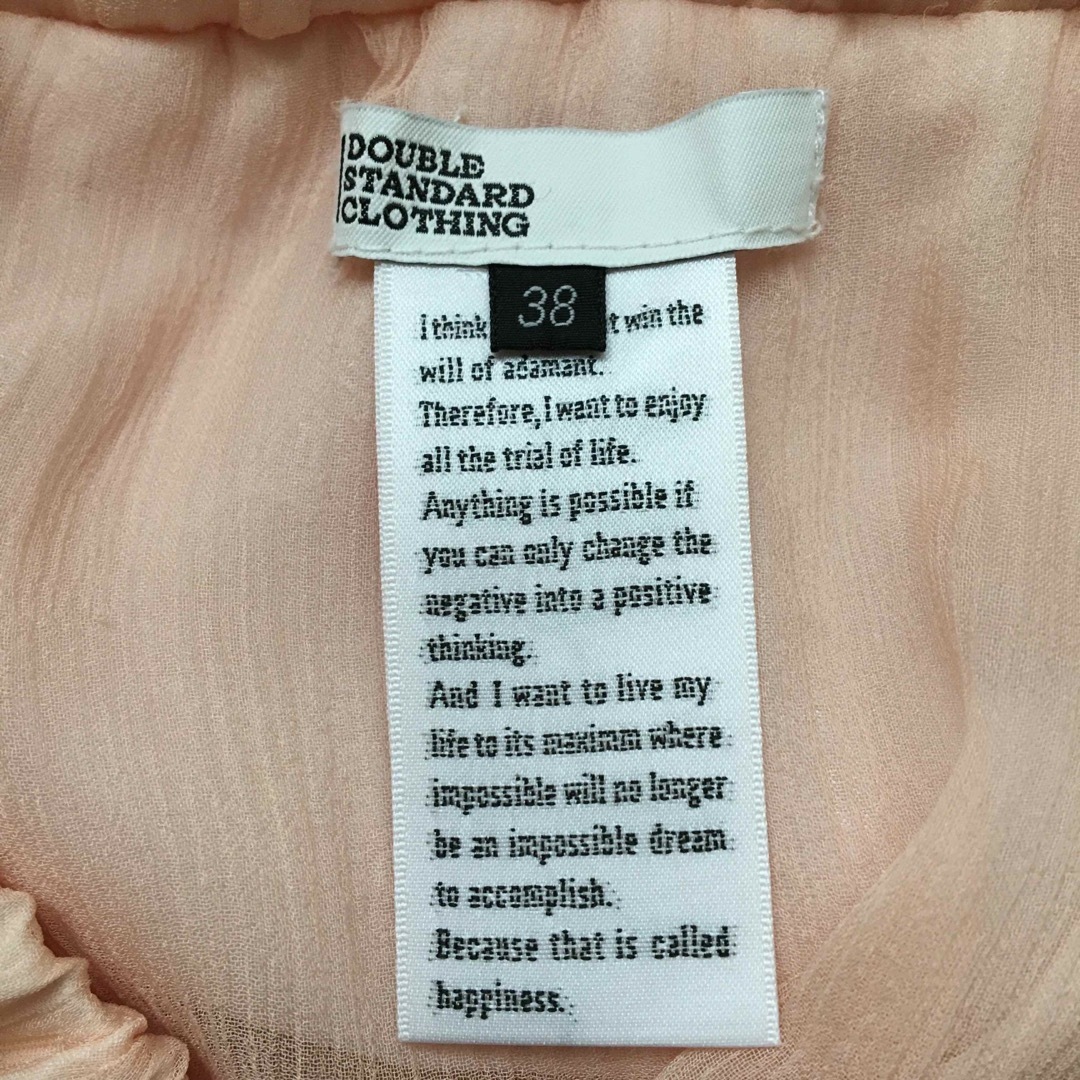 DOUBLE
STANDARD
CLOTHING
38
I think t win the
will of adamant.
Therefore, I want to enjoy
all the trial of life.
Anything is possible if
you can only change the
negative into a positive
thinking.
And I want to live my
life to its maximm where
impossible will no longer
be an impossible dream
to accomplish.
Because that is called
happiness.